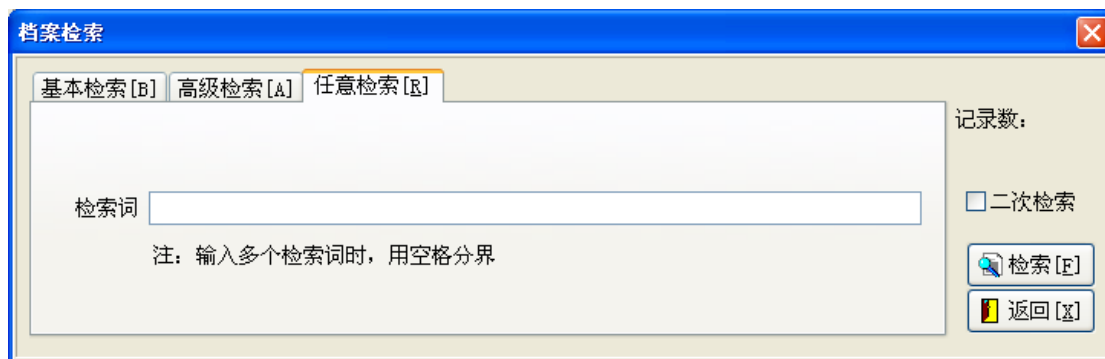 档案检索
基本检索[B] 高级检索[A] 任意检索[R]
记录数:
检索词
二次检索
注: 输入多个检索词时, 用空格分界
检索[F]
返回[X]